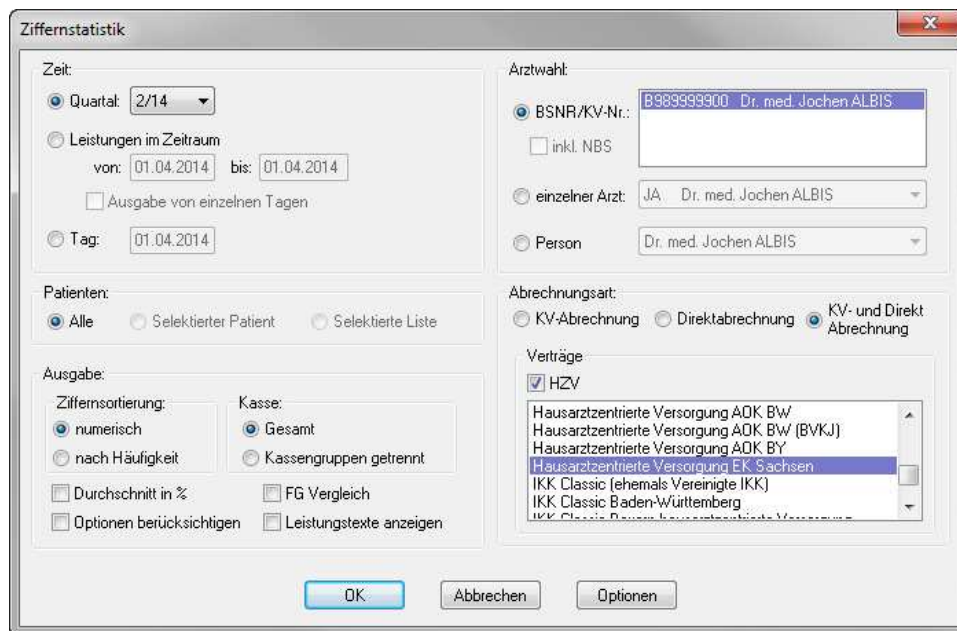 Ziffernstatistik
Zeit:
Quartal: 2/14
Leistungen im Zeitraum
von: 01.04.2014 bis: 01.04.2014
Ausgabe von einzelnen Tagen
Tag: 01.04.2014
Arztwahl:
BSNR/KV-Nr.:
B989999900 Dr. med. Jochen ALBIS
inkl. NBS
einzelner Arzt: JA Dr. med. Jochen ALBIS
Person Dr. med. Jochen ALBIS
Patienten:
Alle Selektierter Patient Selektierte Liste
Abrechnungsart:
KV-Abrechnung Direktabrechnung KV- und Direkt
Abrechnung
Ausgabe:
Ziffernsortierung:
numerisch
nach Häufigkeit
Kasse:
Gesamt
Kassengruppen getrennt
Durchschnitt in % FG Vergleich
Optionen berücksichtigen Leistungstexte anzeigen
Verträge
HZV
Hausarztzentrierte Versorgung AOK BW
Hausarztzentrierte Versorgung AOK BW (BVKJ)
Hausarztzentrierte Versorgung AOK BY
Hausarztzentrierte Versorgung EK Sachsen
IKK Classic (ehemals Vereinigte IKK)
IKK Classic Baden-Württemberg
IKK Classic Bayern hausarztzentrierte Versorgung
OK Abbrechen Optionen